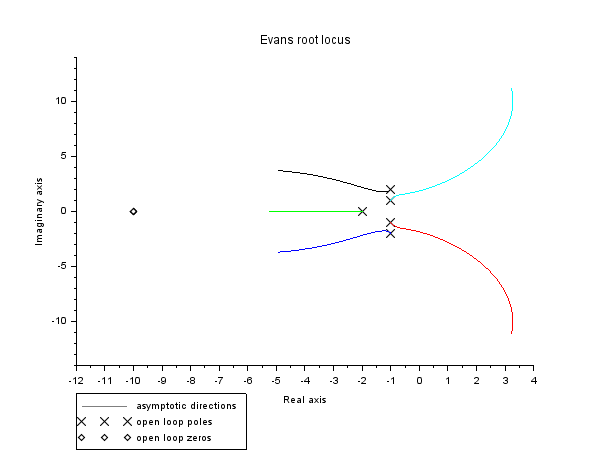 Evans root locus
10
5
0
-5
-10
Imaginary axis
-12 -11 -10 -9 -8 -7 -6 -5 -4 -3 -2 -1 0 1 2 3 4
Real axis
asymptotic directions
open loop poles
open loop zeros